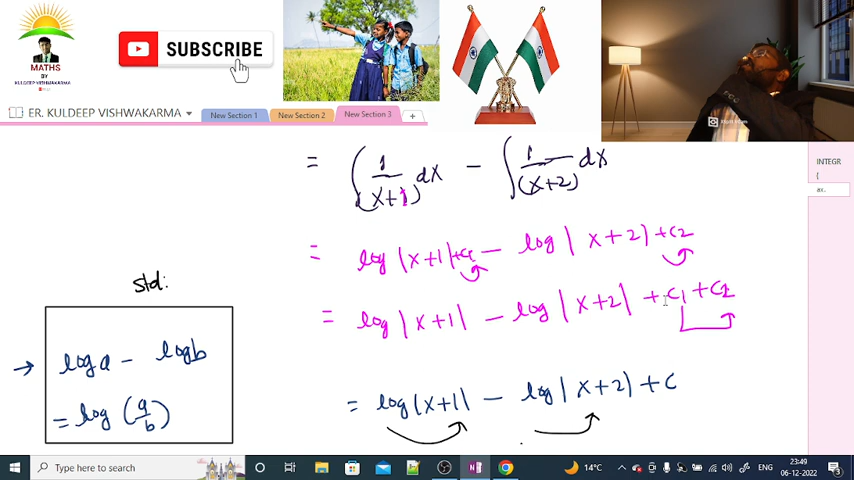 MATHS
BY
KULDEEP VISHWAKARMA
SUBSCRIBE
ER. KULDEEP VISHWAKARMA
New Section 1
New Section 2
New Section 3
+
INTEGR
{
ax.
= ∫ 1/(x+1) dx − ∫ 1/(x+2) dx
= log|x+1|+c1 − log|x+2|+c2
= log|x+1| − log|x+2| + c1 + c2
= log|x+1| − log|x+2| + c
std:
→ log a − log b
= log (a/b)
Type here to search
14°C
ENG
23:49
06-12-2022
3